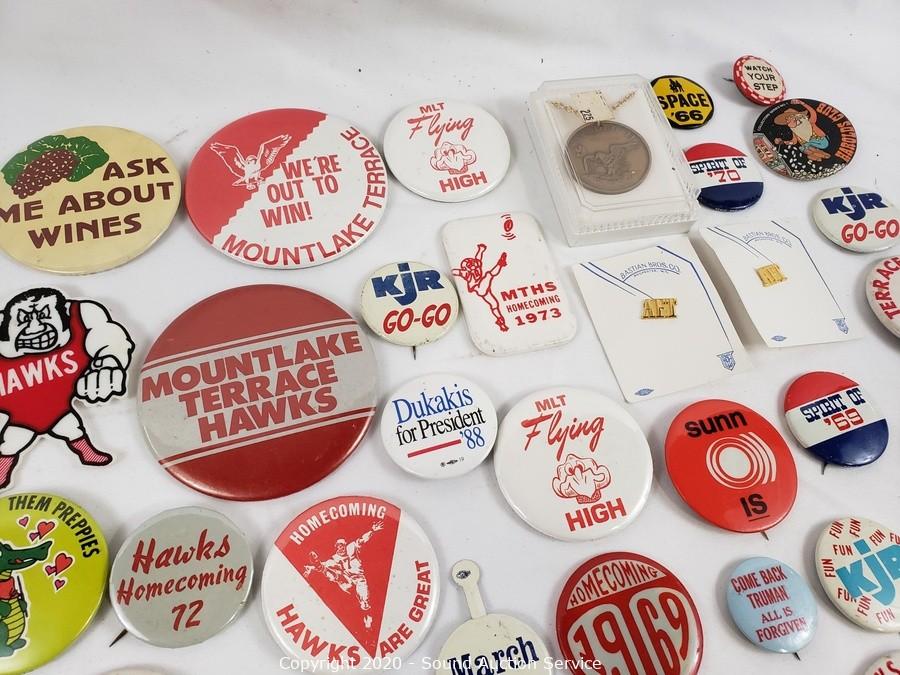 ASK
ME ABOUT
WINES
WE'RE
OUT TO
WIN!
MOUNTLAKE TERRACE
MLT
Flying
HIGH
215
SPACE
'66
WATCH
YOUR
STEP
SPIRIT OF
'70
KJR
GO-GO
KJR
GO-GO
MTHS
HOMECOMING
1973
BASTIAN BROS. CO.
AFT
HAWKS
MOUNTLAKE
TERRACE
HAWKS
Dukakis
for President
'88
MLT
Flying
HIGH
sunn
IS
SPIRIT OF
'69
TERRACE
THEM PREPPIES
Hawks
Homecoming
72
HOMECOMING
HAWKS ARE GREAT
March
HOMECOMING
1969
COME BACK
TRUMAN
ALL IS
FORGIVEN
FUN FUN FUN
KJR
FUN FUN FUN
Copyright 2020 - Sound Auction Service